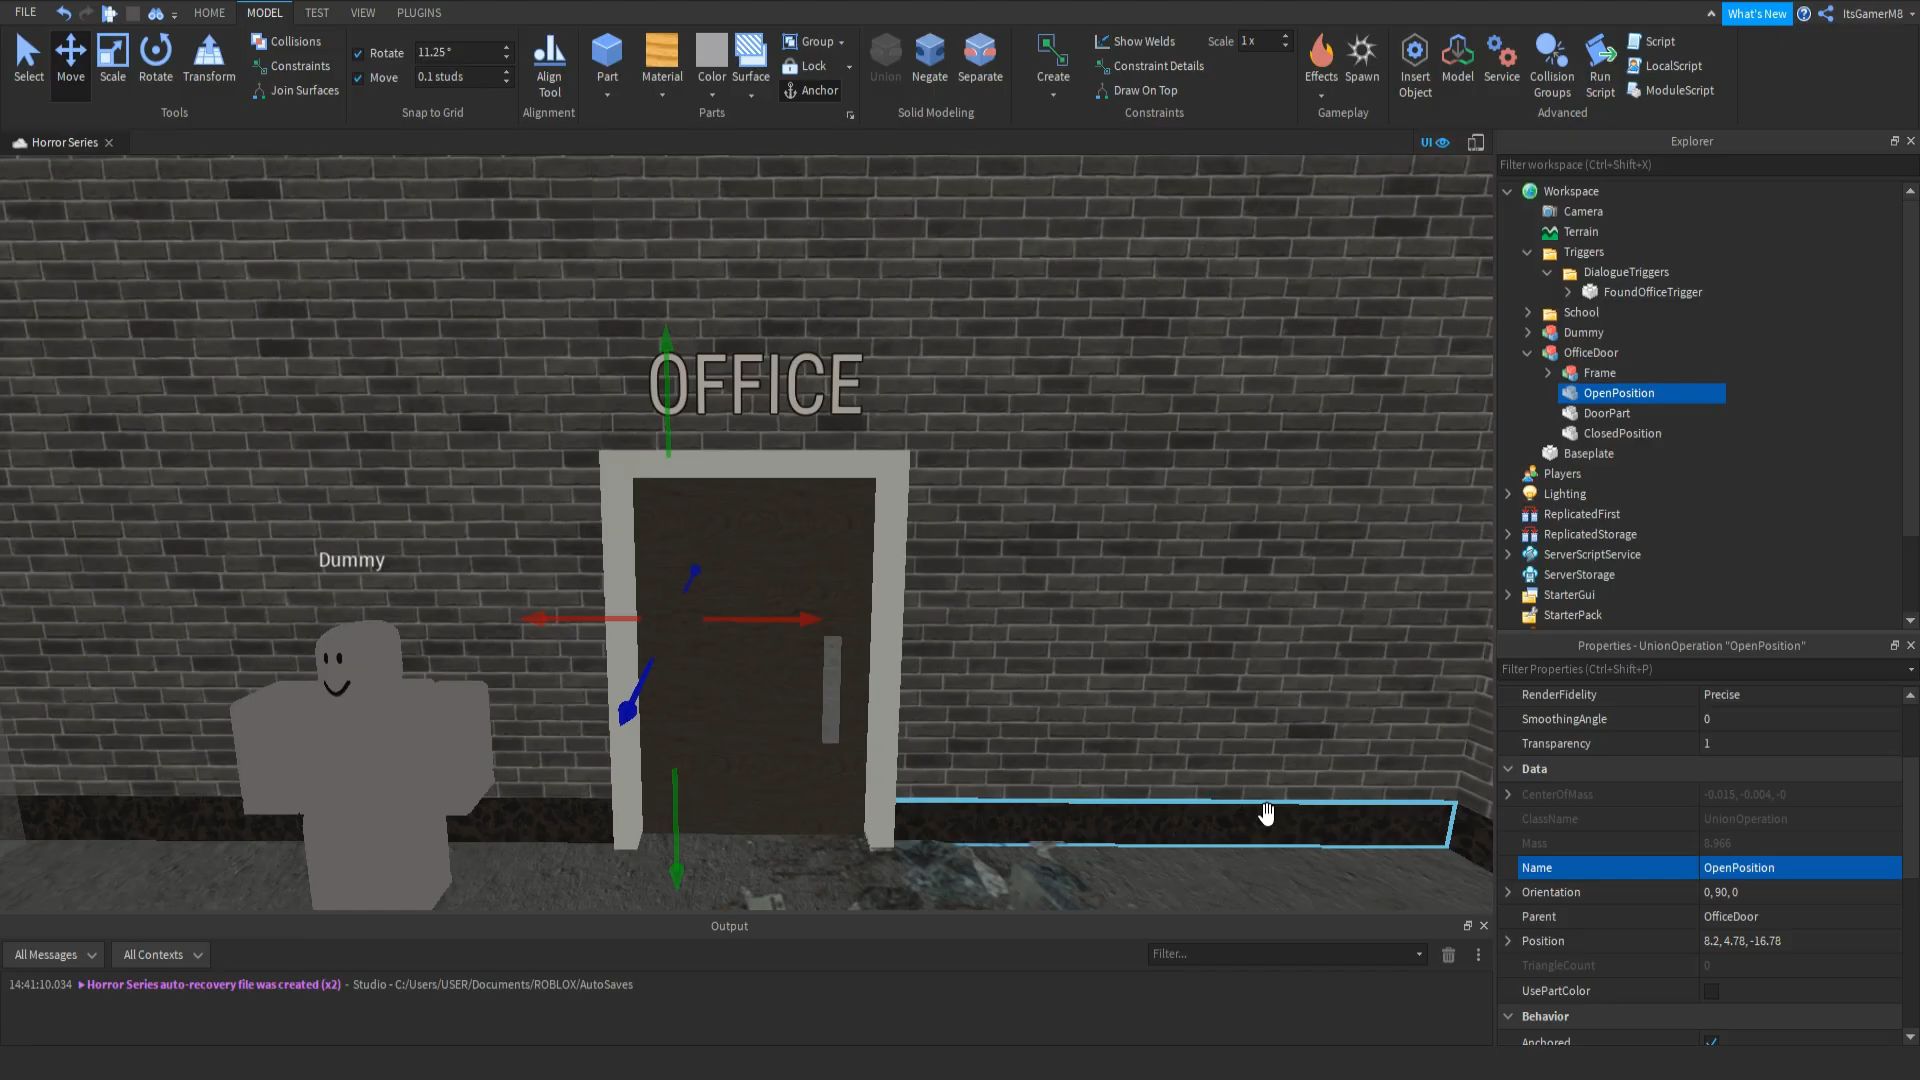 FILE
HOME
MODEL
TEST
VIEW
PLUGINS
What's New
ItsGamerM8
Select
Move
Scale
Rotate
Transform
Collisions
Constraints
Join Surfaces
Tools
Rotate 11.25°
Move 0.1 studs
Snap to Grid
Align Tool
Alignment
Part
Material
Color
Surface
Group
Lock
Anchor
Parts
Union
Negate
Separate
Solid Modeling
Create
Show Welds
Scale 1x
Constraint Details
Draw On Top
Constraints
Effects
Spawn
Gameplay
Insert Object
Model
Service
Collision Groups
Run Script
Script
LocalScript
ModuleScript
Advanced
Horror Series
UI
OFFICE
Dummy
Explorer
Filter workspace (Ctrl+Shift+X)
Workspace
Camera
Terrain
Triggers
DialogueTriggers
FoundOfficeTrigger
School
Dummy
OfficeDoor
Frame
OpenPosition
DoorPart
ClosedPosition
Baseplate
Players
Lighting
ReplicatedFirst
ReplicatedStorage
ServerScriptService
ServerStorage
StarterGui
StarterPack
Properties - UnionOperation "OpenPosition"
Filter Properties (Ctrl+Shift+P)
RenderFidelity Precise
SmoothingAngle 0
Transparency 1
Data
CenterOfMass -0.015, -0.004, -0
ClassName UnionOperation
Mass 8.966
Name OpenPosition
Orientation 0, 90, 0
Parent OfficeDoor
Position 8.2, 4.78, -16.78
TriangleCount 0
UsePartColor
Behavior
Anchored
Output
All Messages
All Contexts
Filter...
14:41:10.034 Horror Series auto-recovery file was created (x2) - Studio - C:/Users/USER/Documents/ROBLOX/AutoSaves